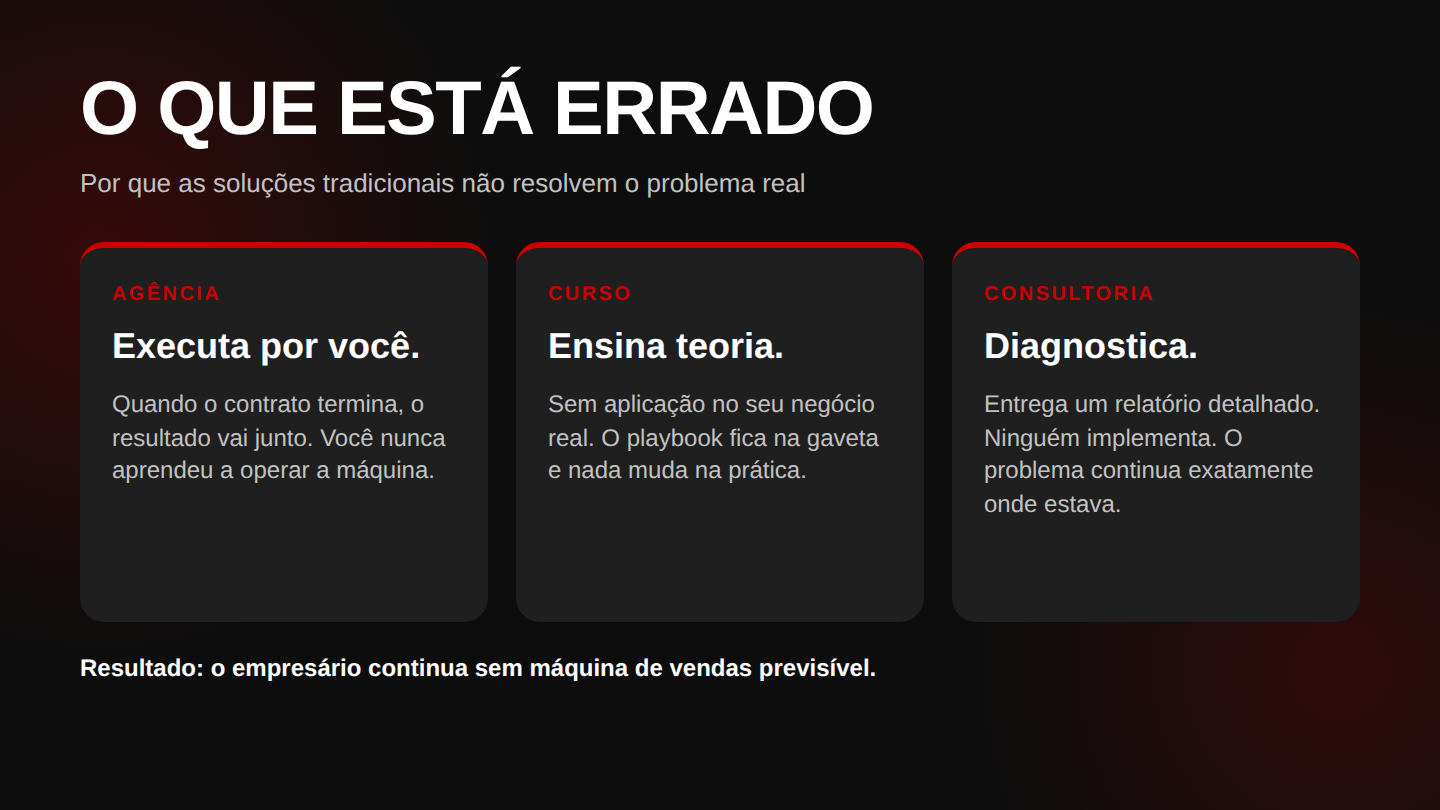 O QUE ESTÁ ERRADO
Por que as soluções tradicionais não resolvem o problema real
AGÊNCIA
Executa por você.
Quando o contrato termina, o
resultado vai junto. Você nunca
aprendeu a operar a máquina.
CURSO
Ensina teoria.
Sem aplicação no seu negócio
real. O playbook fica na gaveta
e nada muda na prática.
CONSULTORIA
Diagnostica.
Entrega um relatório detalhado.
Ninguém implementa. O
problema continua exatamente
onde estava.
Resultado: o empresário continua sem máquina de vendas previsível.